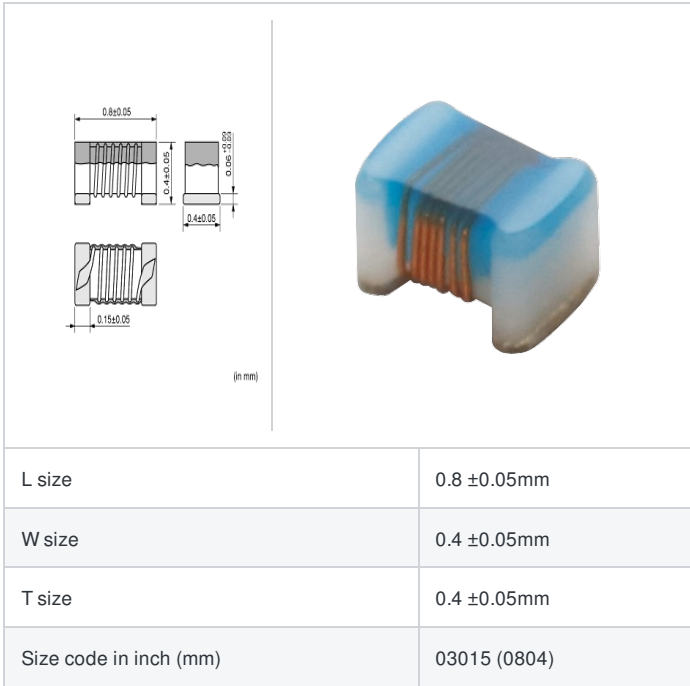 0.8±0.05
0.4±0.05
0.4±0.05
0.15±0.05
(in mm)
L size 0.8 ±0.05mm
W size 0.4 ±0.05mm
T size 0.4 ±0.05mm
Size code in inch (mm) 03015 (0804)